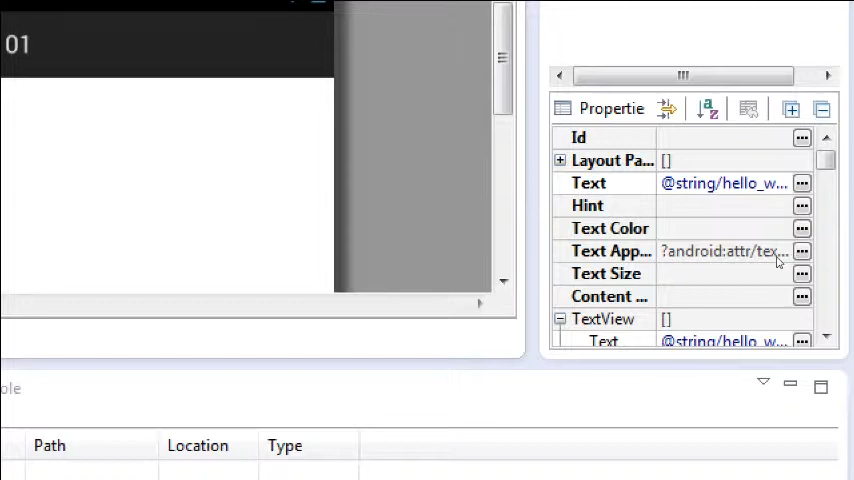 01
Propertie
Id
Layout Pa... []
Text @string/hello_w...
Hint
Text Color
Text App... ?android:attr/tex...
Text Size
Content ...
TextView []
Text @string/hello_w...
ole
Path Location Type